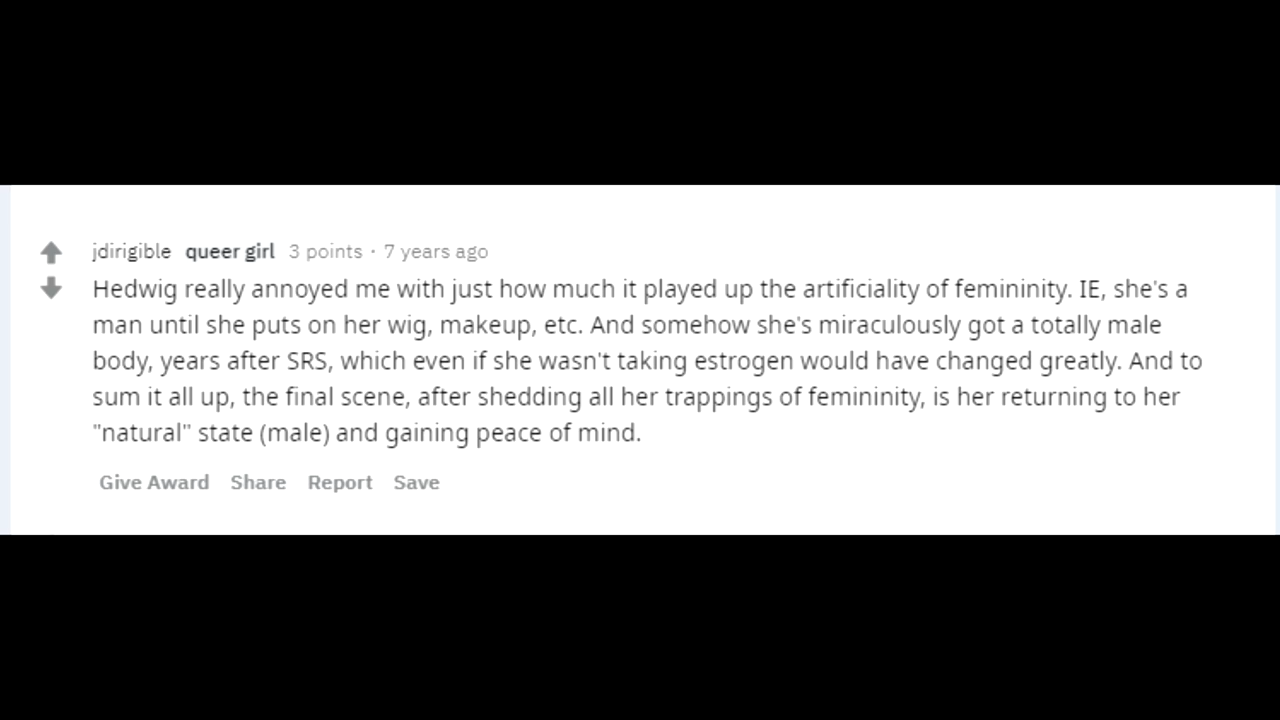 jdirigible queer girl 3 points · 7 years ago
Hedwig really annoyed me with just how much it played up the artificiality of femininity. IE, she's a
man until she puts on her wig, makeup, etc. And somehow she's miraculously got a totally male
body, years after SRS, which even if she wasn't taking estrogen would have changed greatly. And to
sum it all up, the final scene, after shedding all her trappings of femininity, is her returning to her
"natural" state (male) and gaining peace of mind.
Give Award Share Report Save